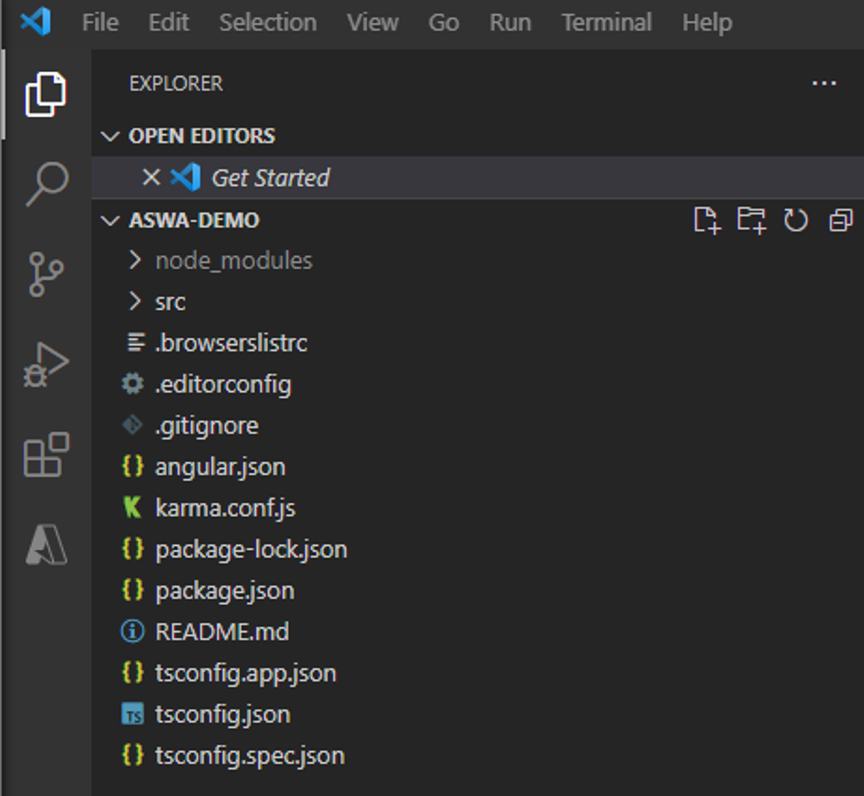 File Edit Selection View Go Run Terminal Help
EXPLORER
OPEN EDITORS
Get Started
ASWA-DEMO
node_modules
src
.browserslistrc
.editorconfig
.gitignore
angular.json
karma.conf.js
package-lock.json
package.json
README.md
tsconfig.app.json
tsconfig.json
tsconfig.spec.json